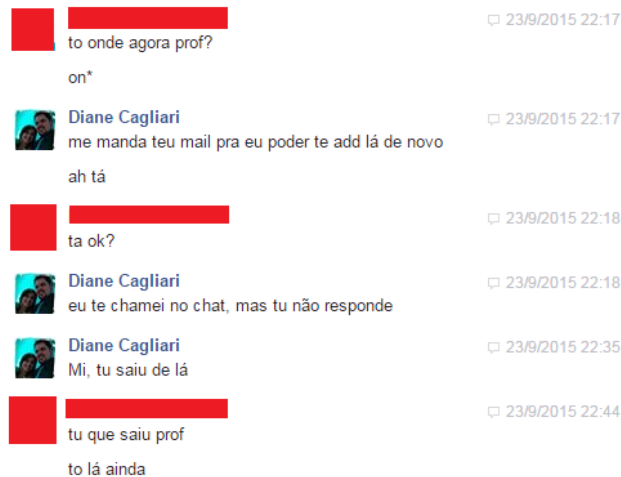 23/9/2015 22:17
to onde agora prof?
on*
Diane Cagliari 23/9/2015 22:17
me manda teu mail pra eu poder te add lá de novo
ah tá
23/9/2015 22:18
ta ok?
Diane Cagliari 23/9/2015 22:18
eu te chamei no chat, mas tu não responde
Diane Cagliari 23/9/2015 22:35
Mi, tu saiu de lá
23/9/2015 22:44
tu que saiu prof
to lá ainda